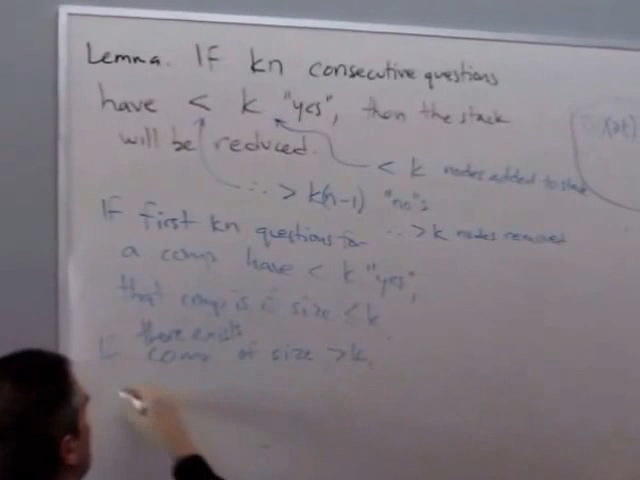 Lemma. If kn consecutive questions
have < k "yes", then the stack
will be reduced.
< k nodes added to stack
∴ > k(n-1) "no"s
∴ > k nodes removed
If first kn questions for
a comp have < k "yes",
that comp is of size < k
there exists
If comp of size > k,